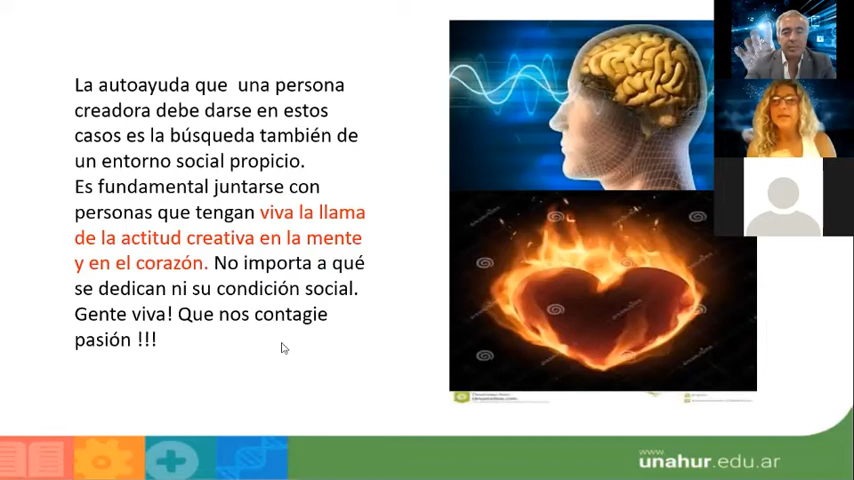 La autoayuda que una persona
creadora debe darse en estos
casos es la búsqueda también de
un entorno social propicio.
Es fundamental juntarse con
personas que tengan viva la llama
de la actitud creativa en la mente
y en el corazón. No importa a qué
se dedican ni su condición social.
Gente viva! Que nos contagie
pasión !!!
www.
unahur.edu.ar